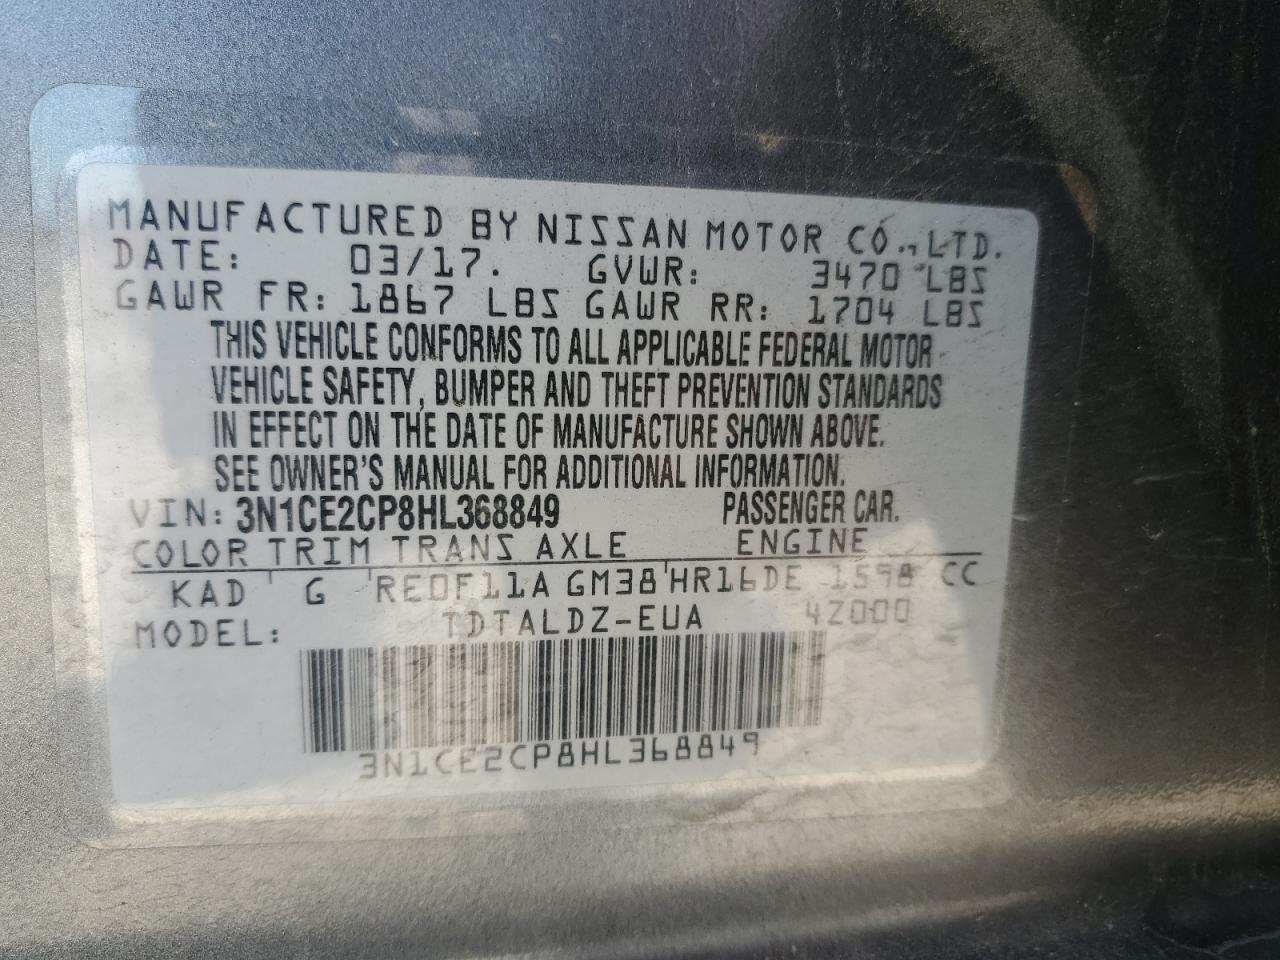 MANUFACTURED BY NISSAN MOTOR CO., LTD.
DATE: 03/17. GVWR: 3470 LBS
GAWR FR: 1867 LBS GAWR RR: 1704 LBS
THIS VEHICLE CONFORMS TO ALL APPLICABLE FEDERAL MOTOR
VEHICLE SAFETY, BUMPER AND THEFT PREVENTION STANDARDS
IN EFFECT ON THE DATE OF MANUFACTURE SHOWN ABOVE.
SEE OWNER'S MANUAL FOR ADDITIONAL INFORMATION.
VIN: 3N1CE2CP8HL368849 PASSENGER CAR.
COLOR TRIM TRANS AXLE ENGINE
KAD G RE0F11A GM38 HR16DE 1598 CC
MODEL: TDTALDZ-EUA 4Z000
3N1CE2CP8HL368849